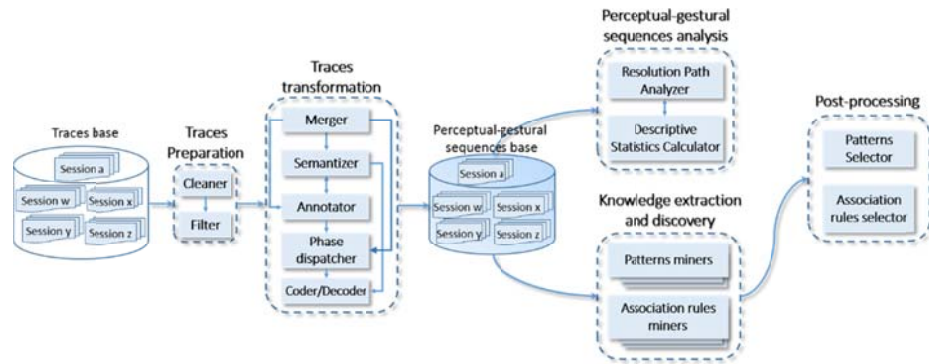 Traces base
Session a
Session w
Session x
Session y
Session z
Traces
Preparation
Cleaner
Filter
Traces
transformation
Merger
Semantizer
Annotator
Phase
dispatcher
Coder/Decoder
Perceptual-gestural
sequences base
Session a
Session w
Session x
Session y
Session z
Perceptual-gestural
sequences analysis
Resolution Path
Analyzer
Descriptive
Statistics Calculator
Knowledge extraction
and discovery
Patterns miners
Association rules
miners
Post-processing
Patterns
Selector
Association
rules selector